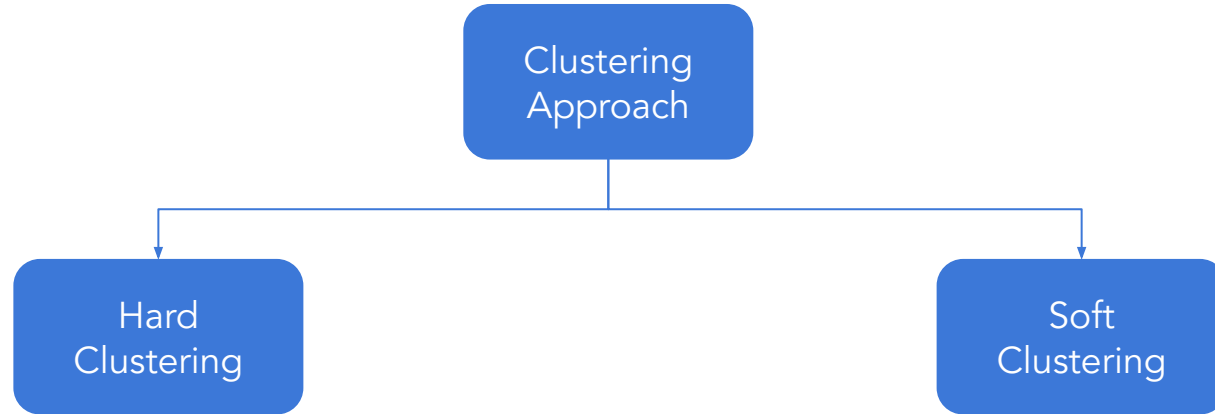 Clustering
Approach
Hard
Clustering
Soft
Clustering